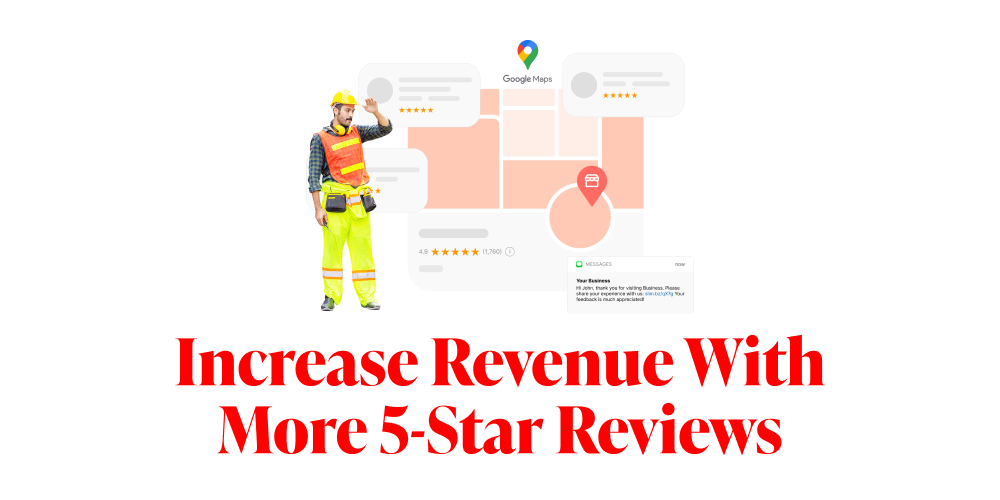 Google Maps
4.9
(1,760)
MESSAGES
now
Your Business
Hi John, thank you for visiting Business. Please
share your experience with us: Your
feedback is much appreciated!
Increase Revenue With
More 5-Star Reviews